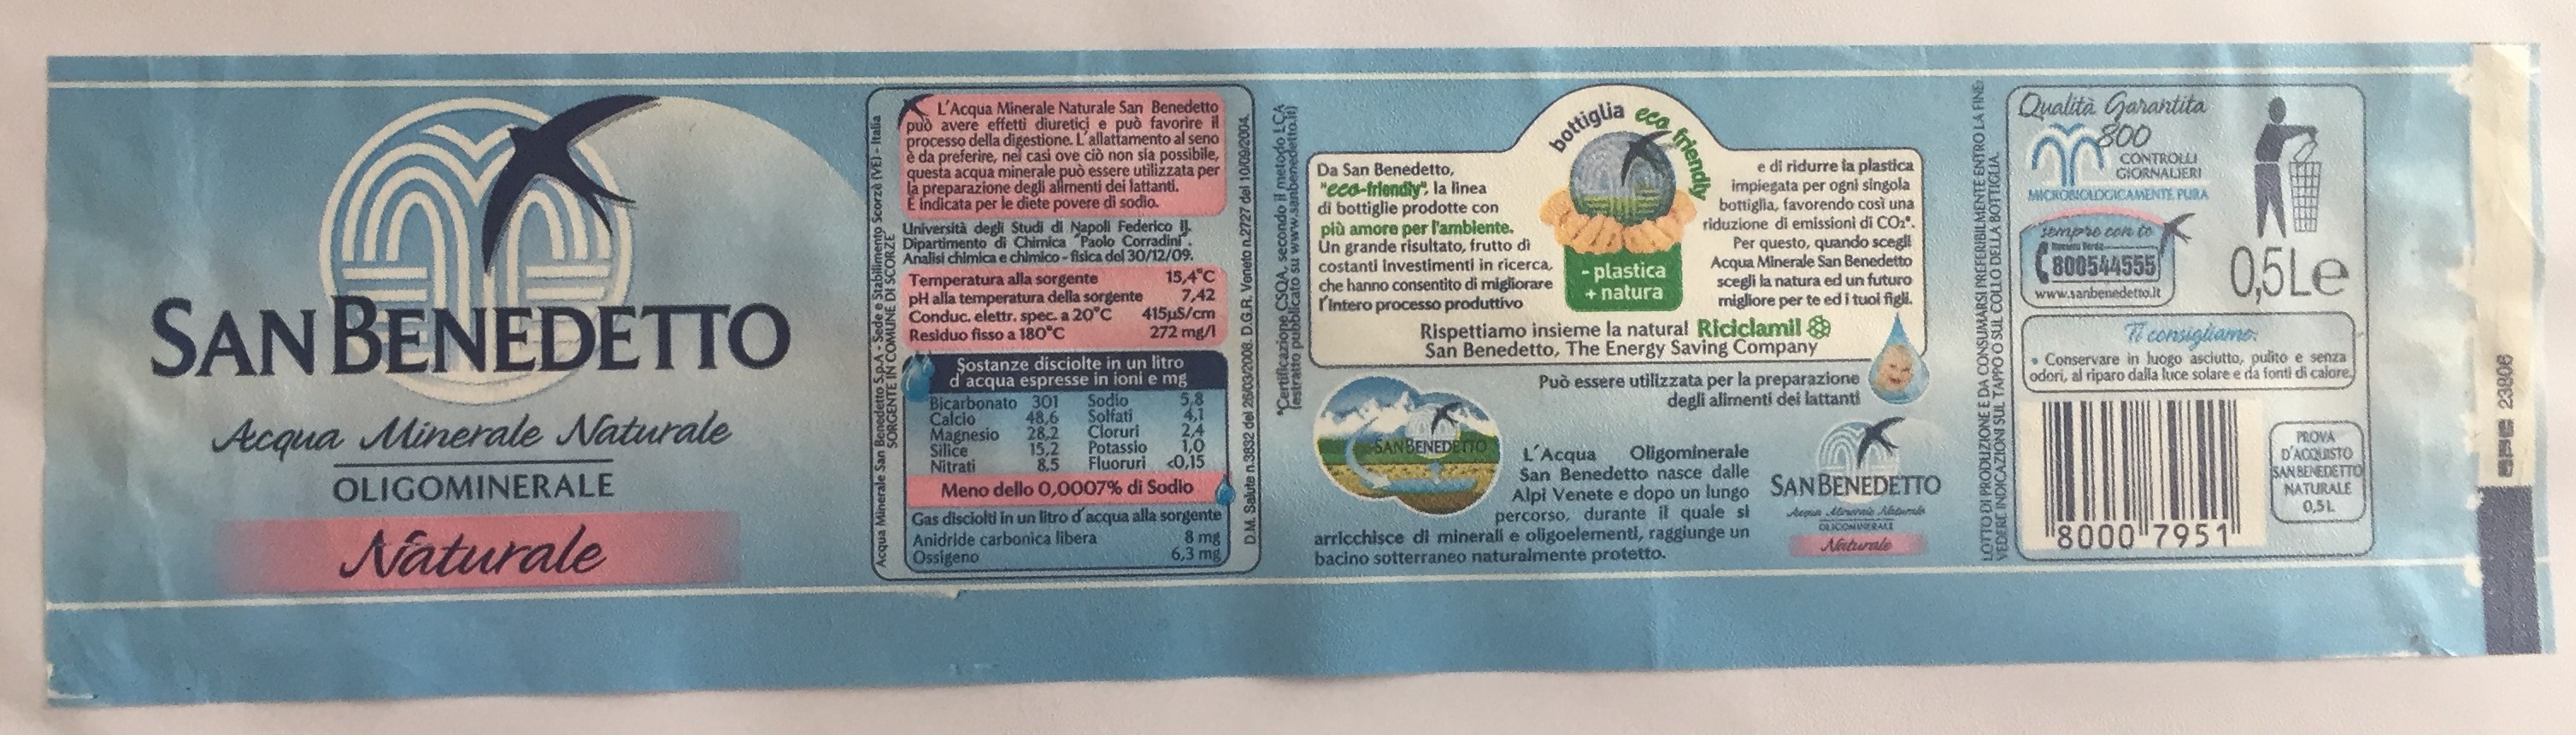 SAN BENEDETTO
Acqua Minerale Naturale
OLIGOMINERALE
Naturale
Acqua Minerale San Benedetto S.p.A - Sede e Stabilimento Scorzè (VE) - Italia
SORGENTE IN COMUNE DI SCORZE'
L'Acqua Minerale Naturale San Benedetto
può avere effetti diuretici e può favorire il
processo della digestione. L'allattamento al seno
è da preferire, nei casi ove ciò non sia possibile,
questa acqua minerale può essere utilizzata per
la preparazione degli alimenti dei lattanti.
È indicata per le diete povere di sodio.
Università degli Studi di Napoli Federico II.
Dipartimento di Chimica "Paolo Corradini".
Analisi chimica e chimico - fisica del 30/12/09.
Temperatura alla sorgente 15,4°C
pH alla temperatura della sorgente 7,42
Conduc. elettr. spec. a 20°C 415µS/cm
Residuo fisso a 180°C 272 mg/l
Sostanze disciolte in un litro
d'acqua espresse in ioni e mg
Bicarbonato 301 Sodio 5,8
Calcio 48,6 Solfati 4,1
Magnesio 28,2 Cloruri 2,4
Silice 15,2 Potassio 1,0
Nitrati 8,5 Fluoruri <0,15
Meno dello 0,0007% di Sodio
Gas disciolti in un litro d'acqua alla sorgente
Anidride carbonica libera 8 mg
Ossigeno 6,3 mg
D.M. Salute n.3832 del 26/03/2008. D.G.R. Veneto n.2727 del 10/09/2004.
*Certificazione CSQA, secondo il metodo LCA
(estratto pubblicato su www.sanbenedetto.it)
bottiglia eco friendly
Da San Benedetto,
"eco-friendly", la linea
di bottiglie prodotte con
più amore per l'ambiente.
Un grande risultato, frutto di
costanti investimenti in ricerca,
che hanno consentito di migliorare
l'intero processo produttivo
- plastica
+ natura
e di ridurre la plastica
impiegata per ogni singola
bottiglia, favorendo così una
riduzione di emissioni di CO₂*.
Per questo, quando scegli
Acqua Minerale San Benedetto
scegli la natura ed un futuro
migliore per te ed i tuoi figli.
Rispettiamo insieme la natura! Riciclami!
San Benedetto, The Energy Saving Company
Può essere utilizzata per la preparazione
degli alimenti dei lattanti
SAN BENEDETTO
L'Acqua Oligominerale
San Benedetto nasce dalle
Alpi Venete e dopo un lungo
percorso, durante il quale si
arricchisce di minerali e oligoelementi, raggiunge un
bacino sotterraneo naturalmente protetto.
SAN BENEDETTO
Acqua Minerale Naturale
OLIGOMINERALE
Naturale
LOTTO DI PRODUZIONE E DA CONSUMARSI PREFERIBILMENTE ENTRO LA FINE:
VEDERE INDICAZIONI SUL TAPPO O SUL COLLO DELLA BOTTIGLIA.
Qualità Garantita
800
CONTROLLI
GIORNALIERI
MICROBIOLOGICAMENTE PURA
sempre con te
Numero Verde
800544555
www.sanbenedetto.it
0,5L e
Ti consigliamo:
• Conservare in luogo asciutto, pulito e senza
odori, al riparo dalla luce solare e da fonti di calore.
8000 7951
PROVA
D'ACQUISTO
SAN BENEDETTO
NATURALE
0,5L
23806